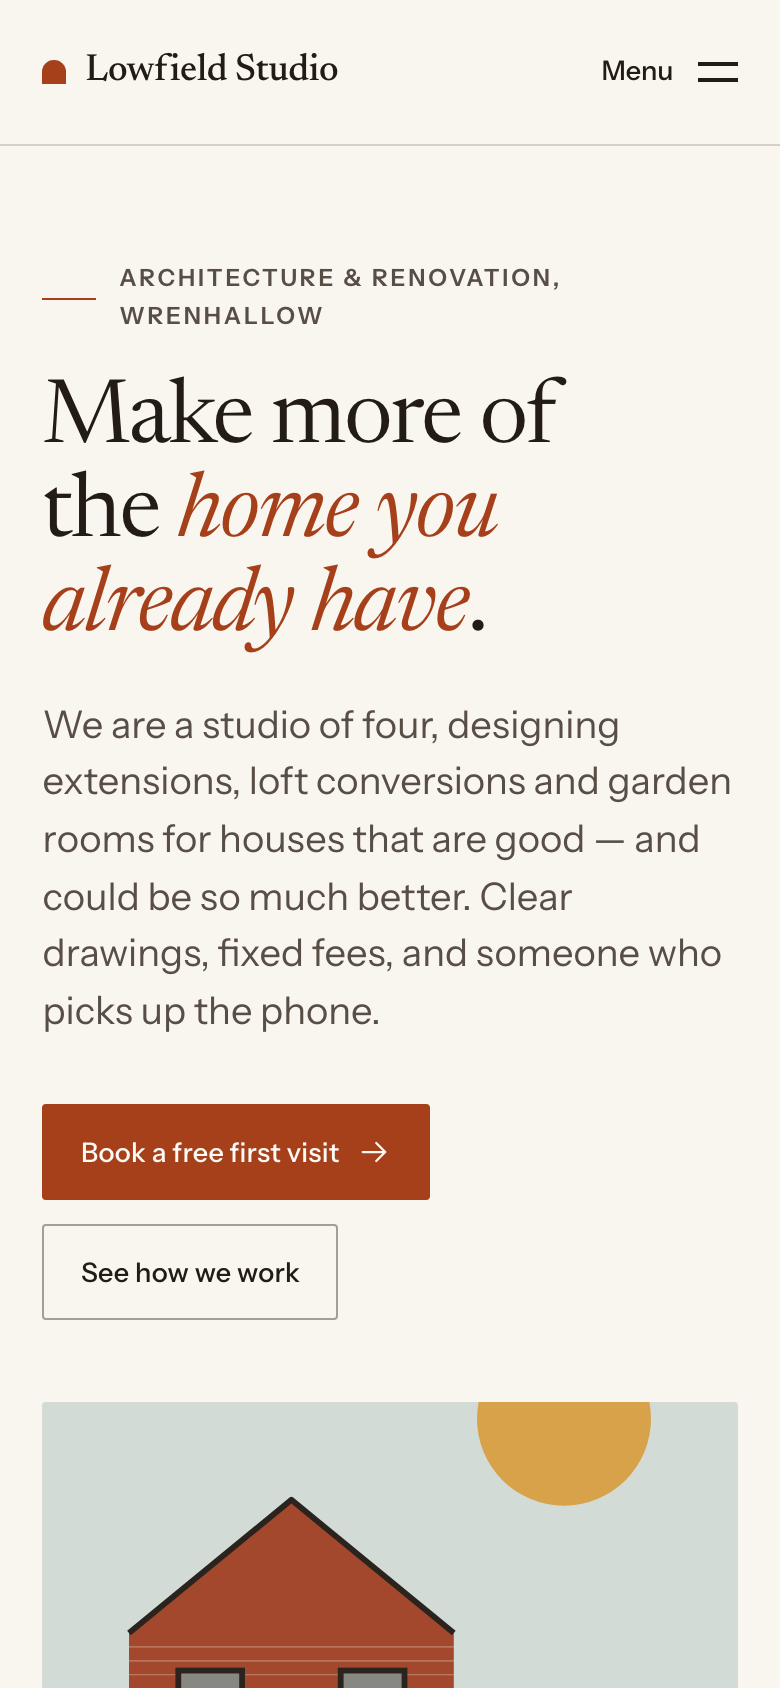 Lowfield Studio
Menu
ARCHITECTURE & RENOVATION,
WRENHALLOW
Make more of
the home you
already have.
We are a studio of four, designing
extensions, loft conversions and garden
rooms for houses that are good — and
could be so much better. Clear
drawings, fixed fees, and someone who
picks up the phone.
Book a free first visit →
See how we work